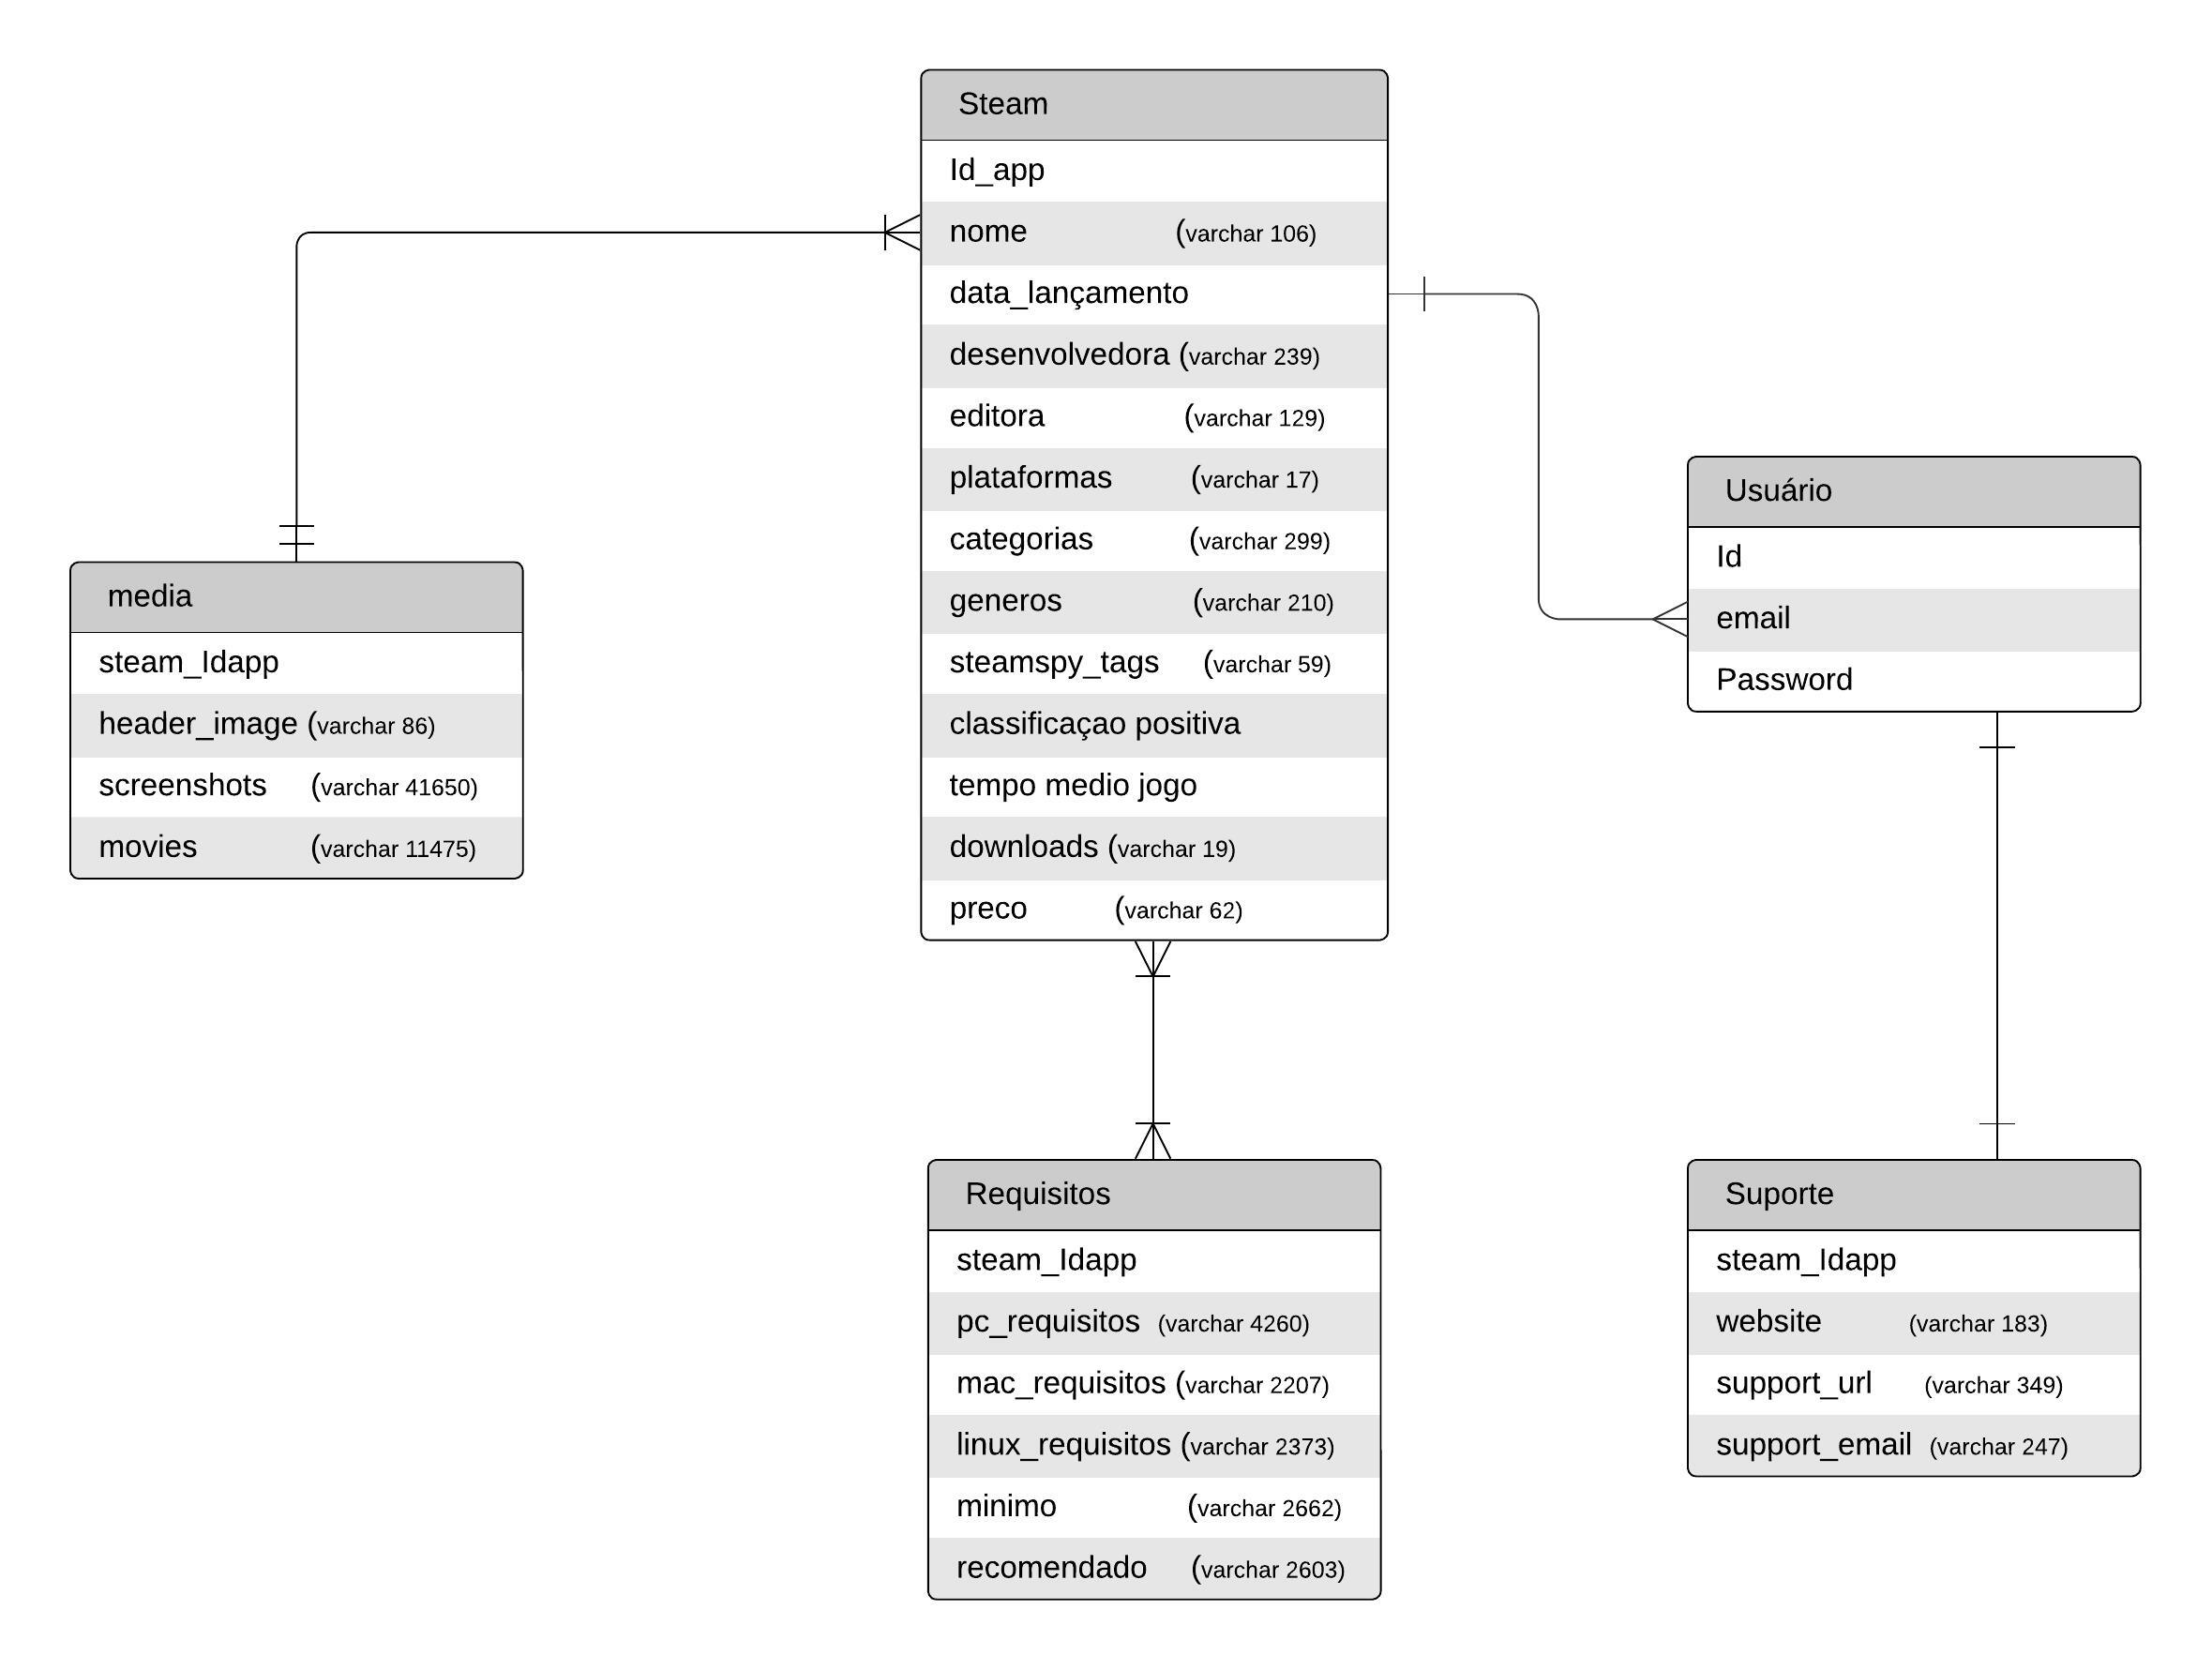 Steam
Id_app
nome (varchar 106)
data_lançamento
desenvolvedora (varchar 239)
editora (varchar 129)
plataformas (varchar 17)
categorias (varchar 299)
generos (varchar 210)
steamspy_tags (varchar 59)
classificaçao positiva
tempo medio jogo
downloads (varchar 19)
preco (varchar 62)
media
steam_Idapp
header_image (varchar 86)
screenshots (varchar 41650)
movies (varchar 11475)
Usuário
Id
email
Password
Requisitos
steam_Idapp
pc_requisitos (varchar 4260)
mac_requisitos (varchar 2207)
linux_requisitos (varchar 2373)
minimo (varchar 2662)
recomendado (varchar 2603)
Suporte
steam_Idapp
website (varchar 183)
support_url (varchar 349)
support_email (varchar 247)